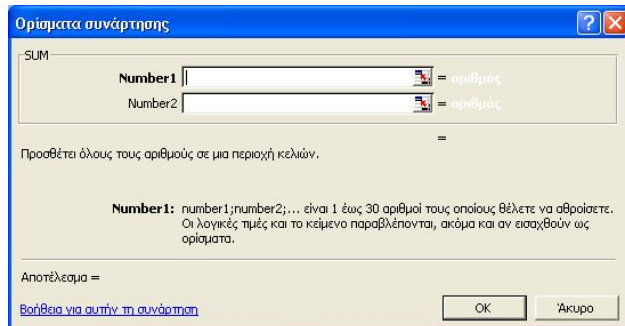 Ορίσματα συνάρτησης
SUM
Number1 = αριθμός
Number2 = αριθμός
=
Προσθέτει όλους τους αριθμούς σε μια περιοχή κελιών.
Number1: number1;number2;... είναι 1 έως 30 αριθμοί τους οποίους θέλετε να αθροίσετε.
Οι λογικές τιμές και το κείμενο παραβλέπονται, ακόμα και αν εισαχθούν ως
ορίσματα.
Αποτέλεσμα =
Βοήθεια για αυτήν τη συνάρτηση OK Άκυρο